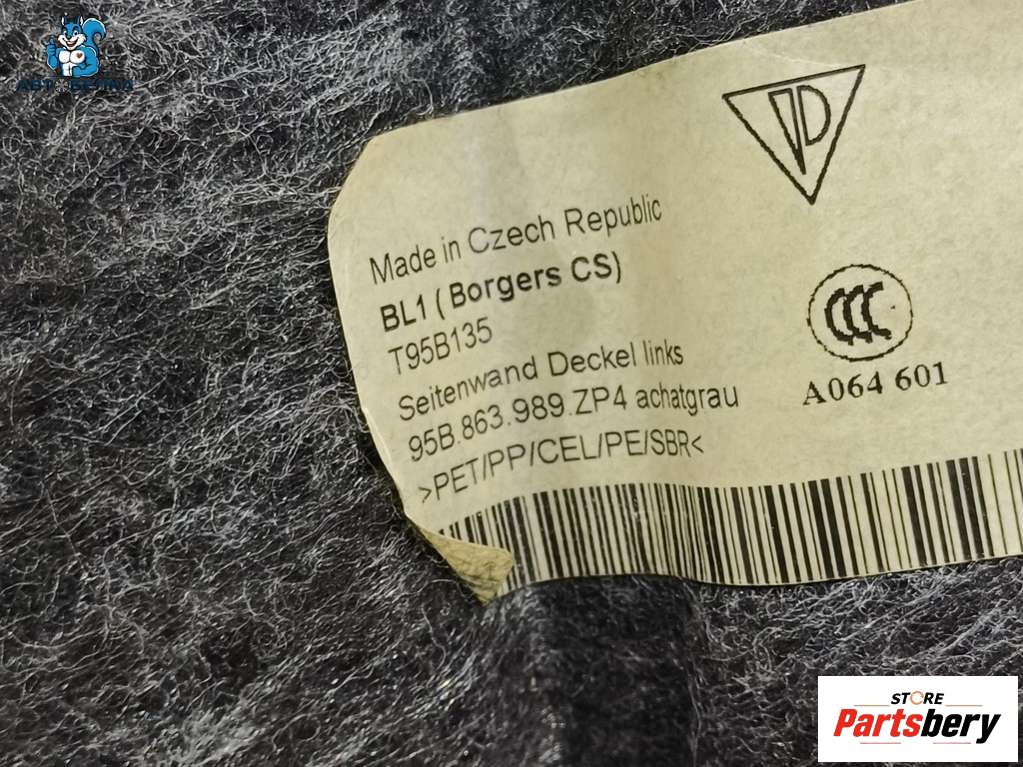 Made in Czech Republic
BL1 ( Borgers CS)
T95B135
Seitenwand Deckel links
95B.863.989.ZP4 achatgrau
>PET/PP/CEL/PE/SBR<
D
CCC
A064 601
STORE
Partsbery